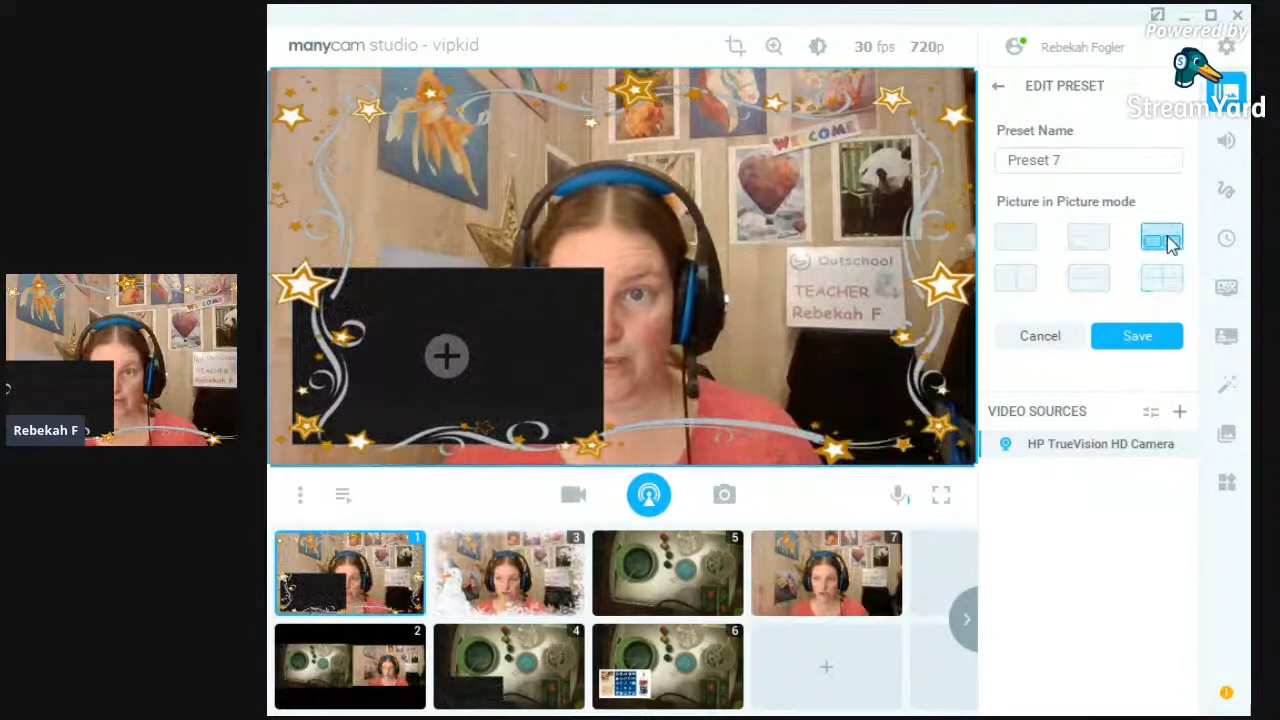 manycam studio - vipkid
30 fps
720p
Rebekah Fogler
Powered by
StreamYard
EDIT PRESET
Preset Name
Preset 7
Picture in Picture mode
Cancel
Save
VIDEO SOURCES
HP TrueVision HD Camera
WELCOME
Outschool
TEACHER
Rebekah F
Rebekah F
1
3
5
7
2
4
6